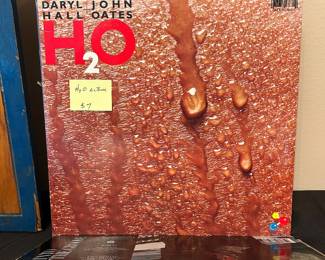 DARYL JOHN
HALL OATES
H2O
H2O ALBUM
$7